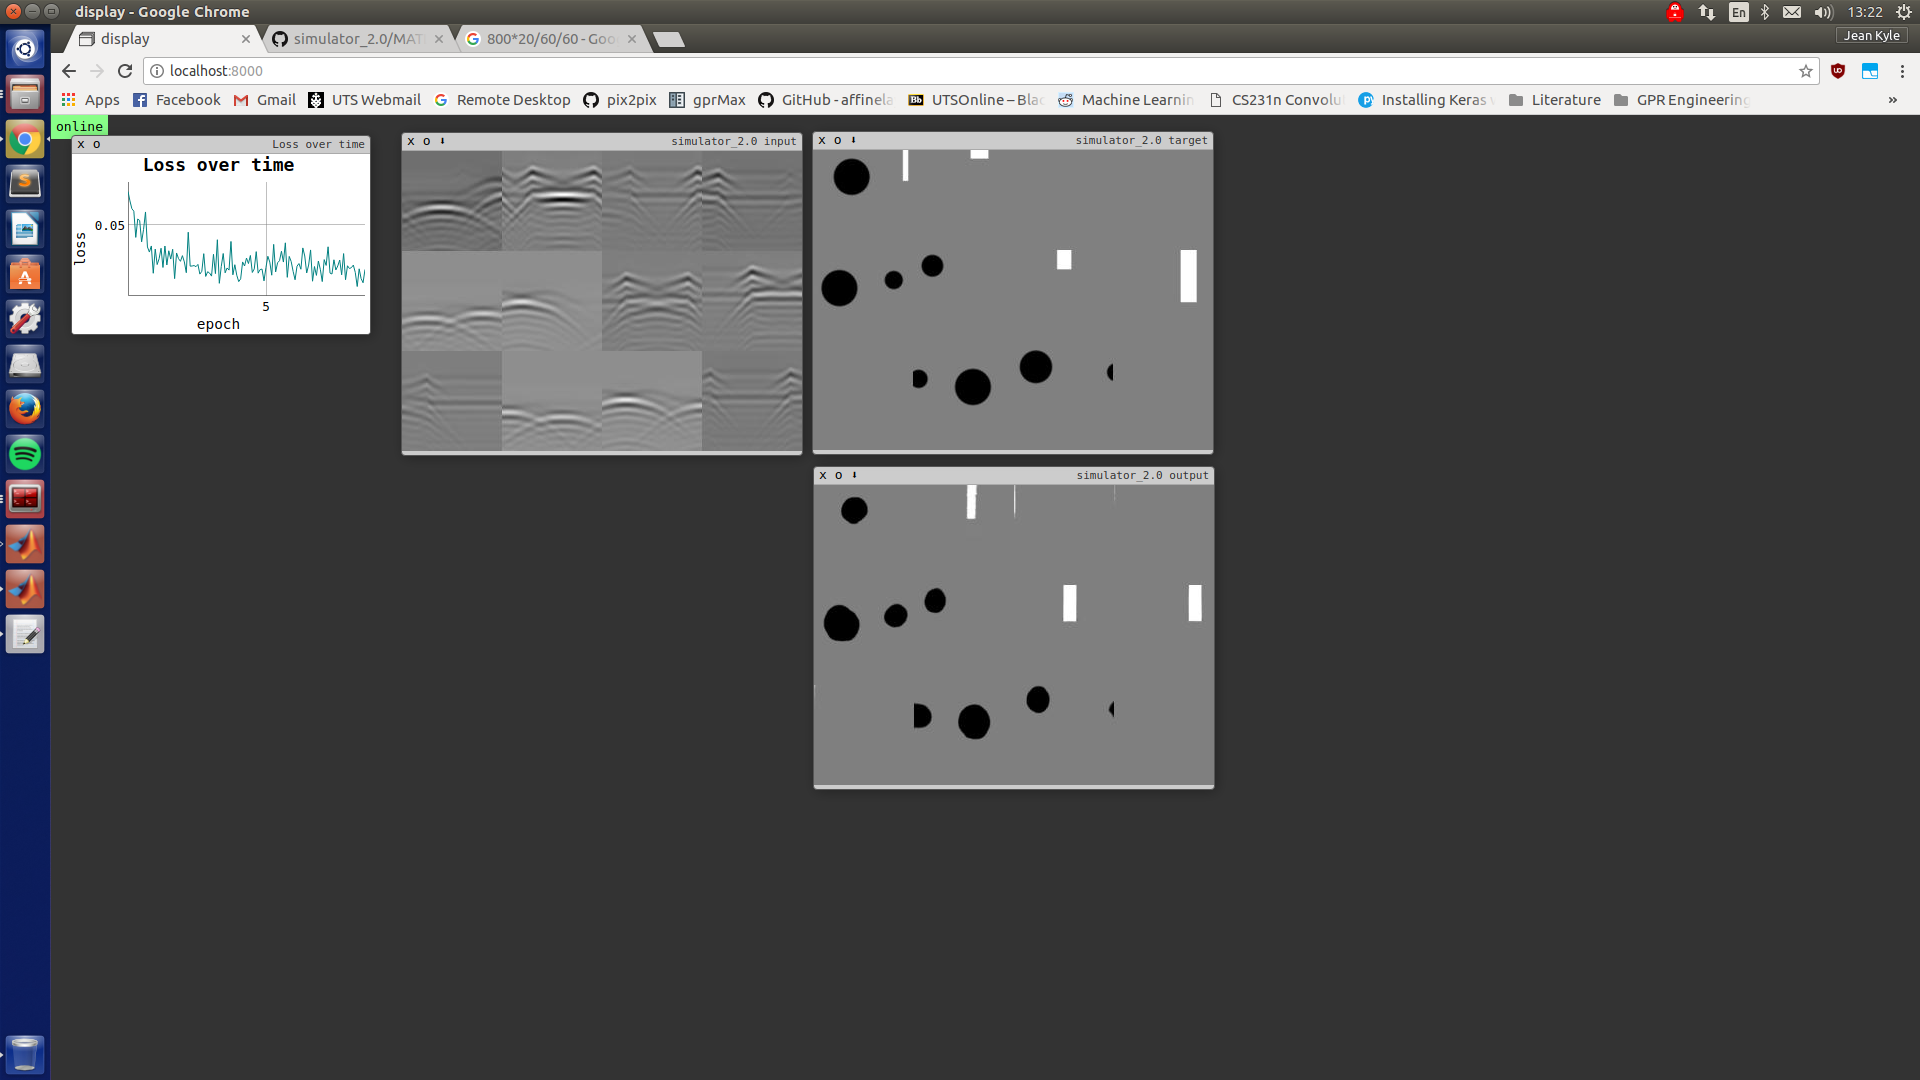 display - Google Chrome
En
13:22
display
simulator_2.0/MAT
800*20/60/60 - Goo
Jean Kyle
localhost:8000
Apps
Facebook
Gmail
UTS Webmail
Remote Desktop
pix2pix
gprMax
GitHub - affinela
UTSOnline – Blac
Machine Learnin
CS231n Convolu
Installing Keras
Literature
GPR Engineering
»
online
x o
Loss over time
Loss over time
0.05
loss
5
epoch
x o
simulator_2.0 input
x o
simulator_2.0 target
x o
simulator_2.0 output